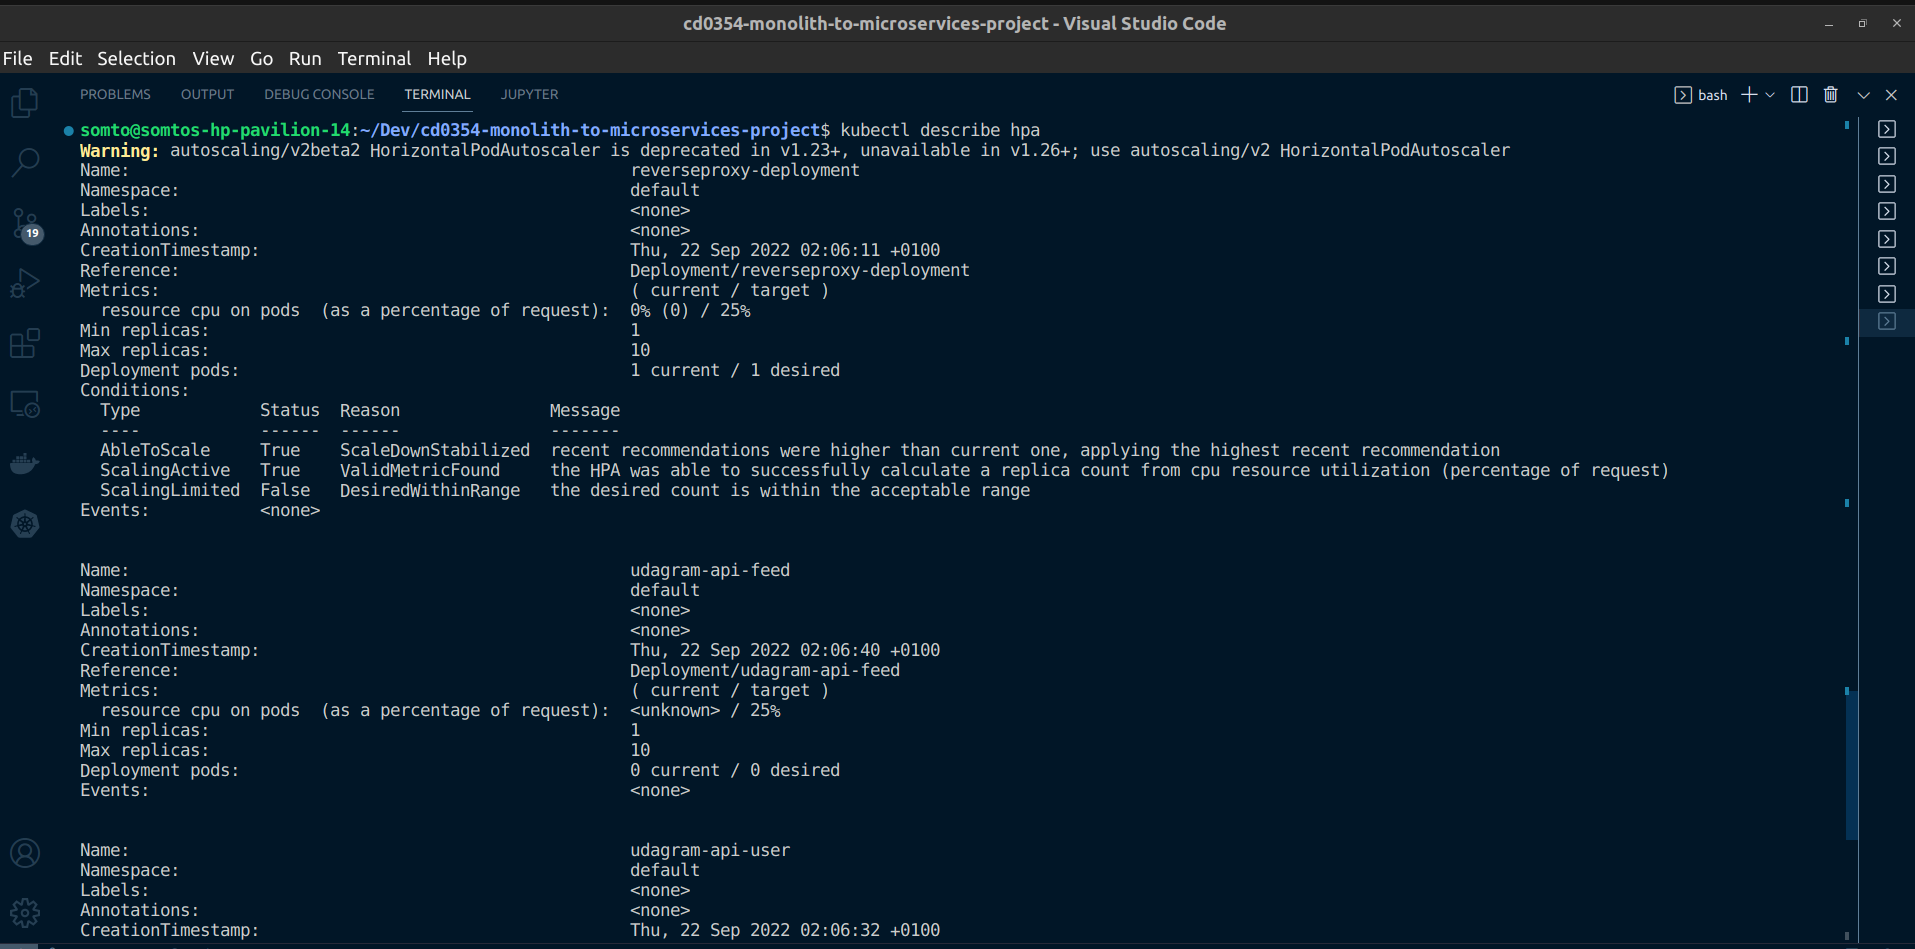 cd0354-monolith-to-microservices-project - Visual Studio Code
File Edit Selection View Go Run Terminal Help
PROBLEMS OUTPUT DEBUG CONSOLE TERMINAL JUPYTER bash
somto@somtos-hp-pavilion-14:~/Dev/cd0354-monolith-to-microservices-project$ kubectl describe hpa
Warning: autoscaling/v2beta2 HorizontalPodAutoscaler is deprecated in v1.23+, unavailable in v1.26+; use autoscaling/v2 HorizontalPodAutoscaler
Name: reverseproxy-deployment
Namespace: default
Labels: <none>
Annotations: <none>
CreationTimestamp: Thu, 22 Sep 2022 02:06:11 +0100
Reference: Deployment/reverseproxy-deployment
Metrics: ( current / target )
resource cpu on pods (as a percentage of request): 0% (0) / 25%
Min replicas: 1
Max replicas: 10
Deployment pods: 1 current / 1 desired
Conditions:
Type Status Reason Message
---- ------ ------ -------
AbleToScale True ScaleDownStabilized recent recommendations were higher than current one, applying the highest recent recommendation
ScalingActive True ValidMetricFound the HPA was able to successfully calculate a replica count from cpu resource utilization (percentage of request)
ScalingLimited False DesiredWithinRange the desired count is within the acceptable range
Events: <none>
Name: udagram-api-feed
Namespace: default
Labels: <none>
Annotations: <none>
CreationTimestamp: Thu, 22 Sep 2022 02:06:40 +0100
Reference: Deployment/udagram-api-feed
Metrics: ( current / target )
resource cpu on pods (as a percentage of request): <unknown> / 25%
Min replicas: 1
Max replicas: 10
Deployment pods: 0 current / 0 desired
Events: <none>
Name: udagram-api-user
Namespace: default
Labels: <none>
Annotations: <none>
CreationTimestamp: Thu, 22 Sep 2022 02:06:32 +0100
19